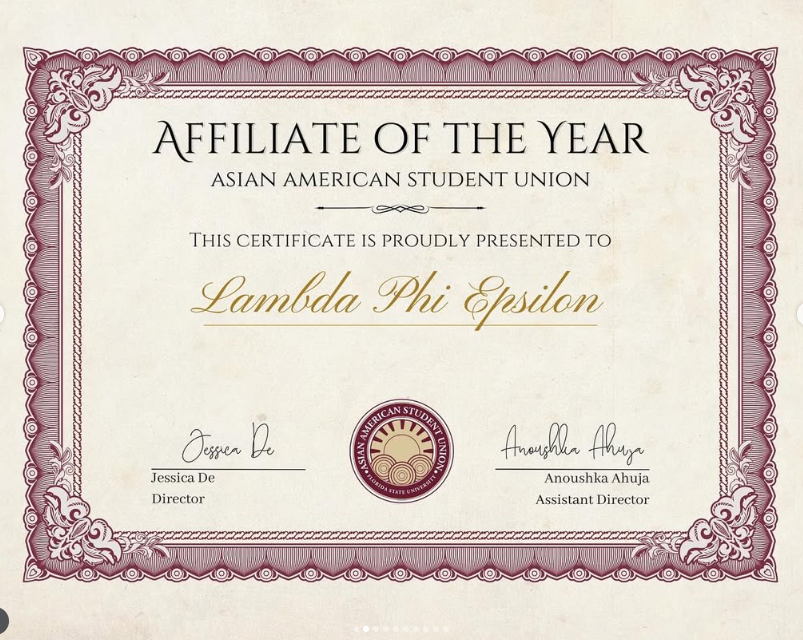 AFFILIATE OF THE YEAR
ASIAN AMERICAN STUDENT UNION
THIS CERTIFICATE IS PROUDLY PRESENTED TO
Lambda Phi Epsilon
Jessica De
Jessica De
Director
ASIAN AMERICAN STUDENT UNION
FLORIDA STATE UNIVERSITY
Anoushka Ahuja
Anoushka Ahuja
Assistant Director